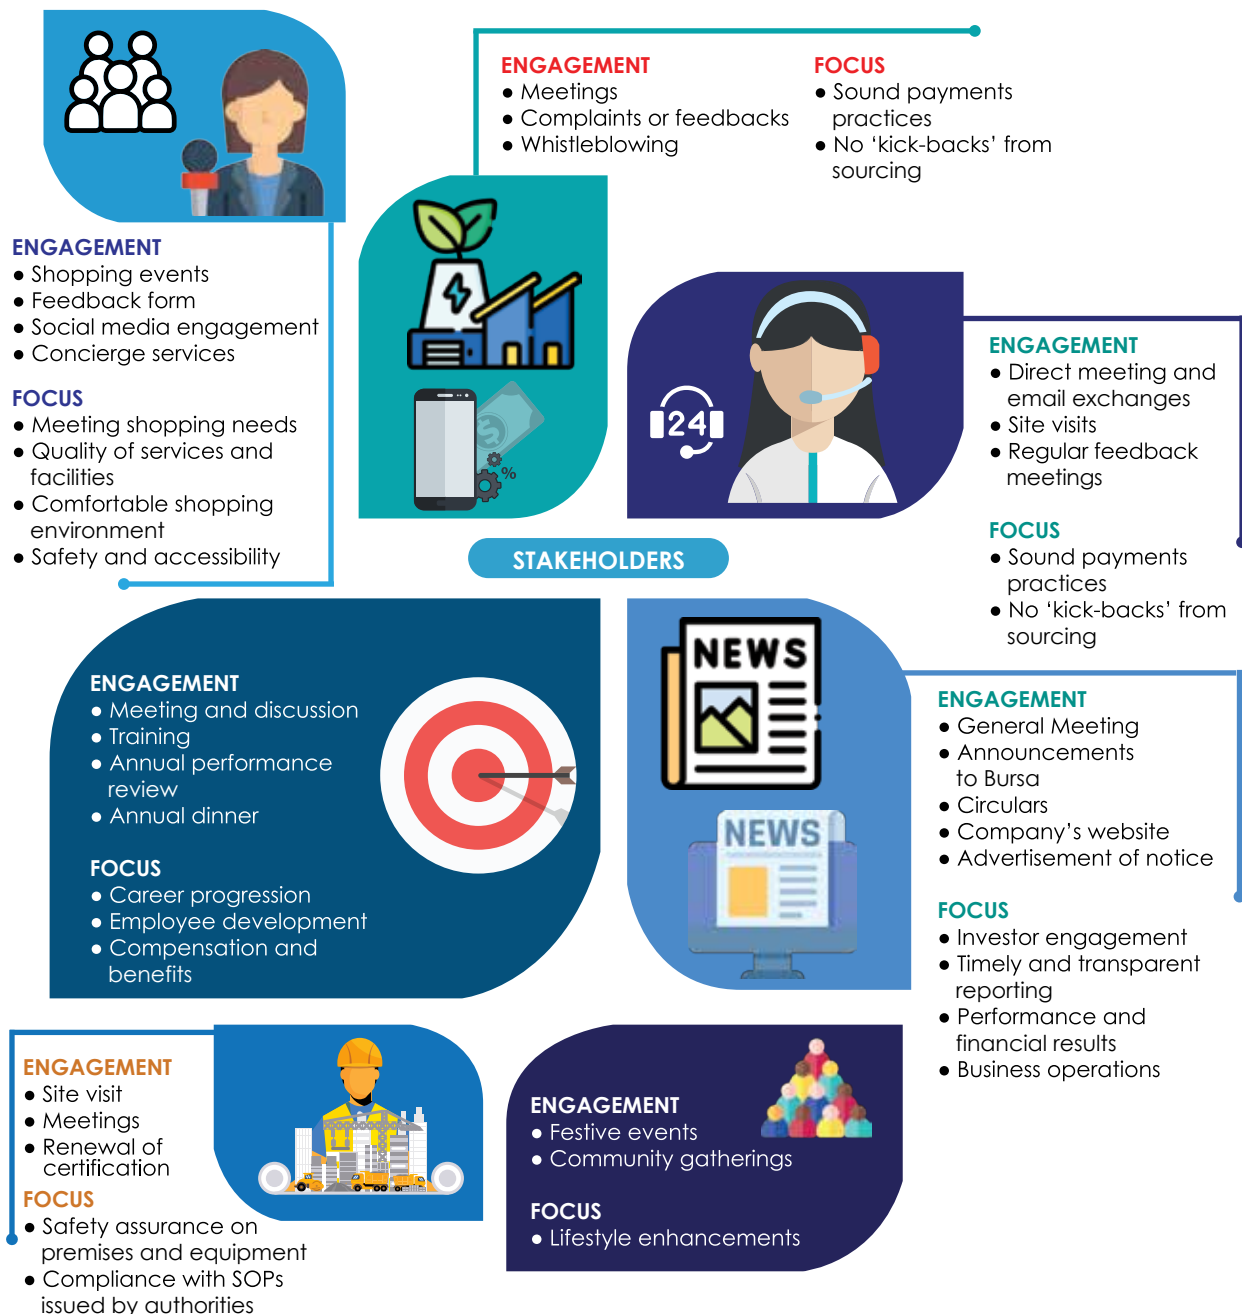 ENGAGEMENT
● Meetings
● Complaints or feedbacks
● Whistleblowing
FOCUS
● Sound payments
practices
● No ‘kick-backs’ from
sourcing
ENGAGEMENT
● Shopping events
● Feedback form
● Social media engagement
● Concierge services
FOCUS
● Meeting shopping needs
● Quality of services and
facilities
● Comfortable shopping
environment
● Safety and accessibility
%
24
ENGAGEMENT
● Direct meeting and
email exchanges
● Site visits
● Regular feedback
meetings
FOCUS
● Sound payments
practices
● No ‘kick-backs’ from
sourcing
STAKEHOLDERS
ENGAGEMENT
● Meeting and discussion
● Training
● Annual performance
review
● Annual dinner
FOCUS
● Career progression
● Employee development
● Compensation and
benefits
NEWS
NEWS
ENGAGEMENT
● General Meeting
● Announcements
to Bursa
● Circulars
● Company’s website
● Advertisement of notice
FOCUS
● Investor engagement
● Timely and transparent
reporting
● Performance and
financial results
● Business operations
ENGAGEMENT
● Site visit
● Meetings
● Renewal of
certification
FOCUS
● Safety assurance on
premises and equipment
● Compliance with SOPs
issued by authorities
ENGAGEMENT
● Festive events
● Community gatherings
FOCUS
● Lifestyle enhancements